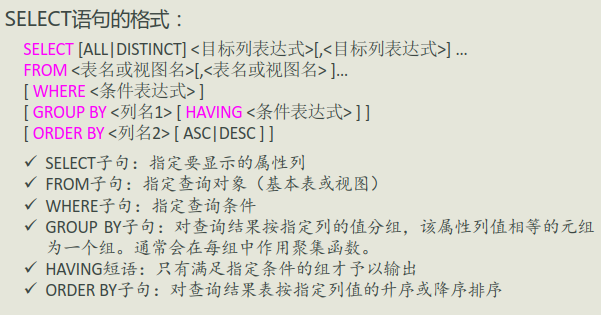 SELECT语句的格式：
SELECT [ALL|DISTINCT] <目标列表达式>[,<目标列表达式>] ...
FROM <表名或视图名>[,<表名或视图名> ]...
[ WHERE <条件表达式> ]
[ GROUP BY <列名1> [ HAVING <条件表达式> ] ]
[ ORDER BY <列名2> [ ASC|DESC ] ]
✓ SELECT子句：指定要显示的属性列
✓ FROM子句：指定查询对象（基本表或视图）
✓ WHERE子句：指定查询条件
✓ GROUP BY子句：对查询结果按指定列的值分组，该属性列值相等的元组
为一个组。通常会在每组中作用聚集函数。
✓ HAVING短语：只有满足指定条件的组才予以输出
✓ ORDER BY子句：对查询结果表按指定列值的升序或降序排序